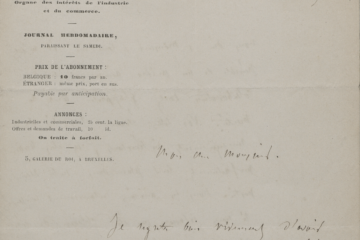 Organe des intérêts de l'industrie
et du commerce.
JOURNAL HEBDOMADAIRE,
PARAISSANT LE SAMEDI.
PRIX DE L'ABONNEMENT :
BELGIQUE : 10 francs par an.
ÉTRANGER : même prix, port en sus.
Payable par anticipation.
ANNONCES :
Industrielles et commerciales, 25 cent la ligne.
Offres et demandes de travail, 10 id.
On traite à forfait.
5, GALERIE DU ROI, A BRUXELLES.
Mon monsieur.
Je regrette bien vivement d'avoir